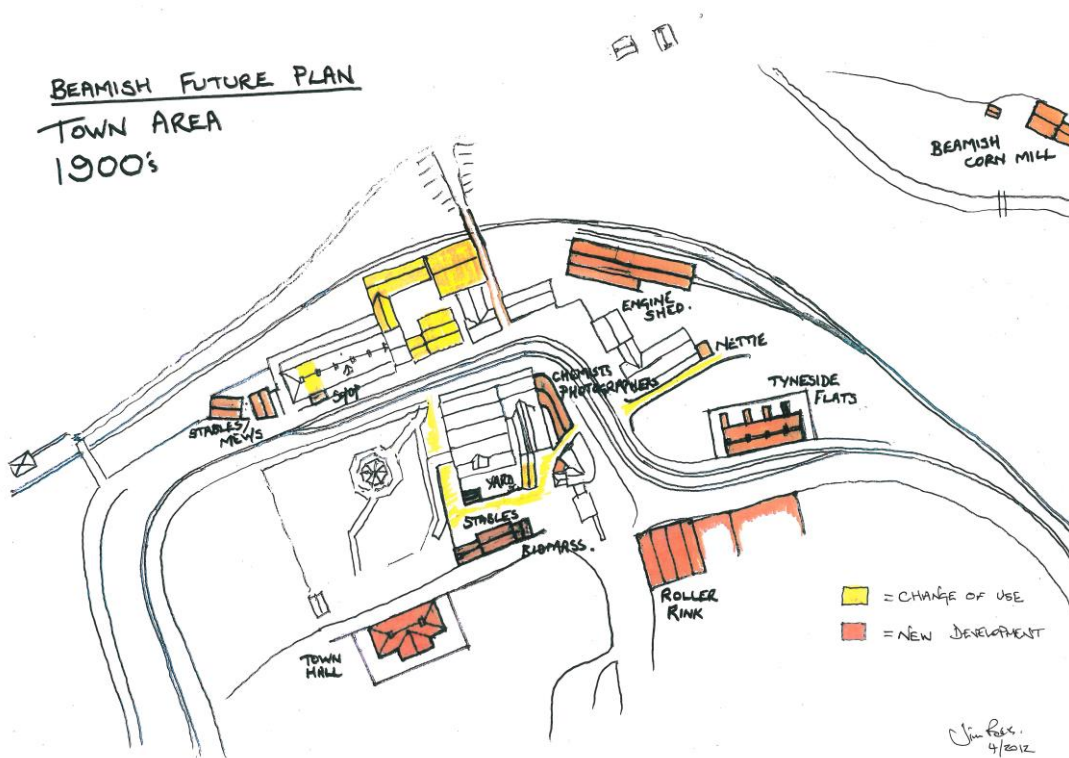 BEAMISH FUTURE PLAN
TOWN AREA
1900's
BEAMISH
CORN MILL
ENGINE
SHED.
NETTIE
CHEMISTS
PHOTOGRAPHERS
TYNESIDE
FLATS
STABLES/
MEWS
YARD
STABLES
BIOMASS.
ROLLER
RINK
TOWN
HALL
= CHANGE OF USE
= NEW DEVELOPMENT
4/2012